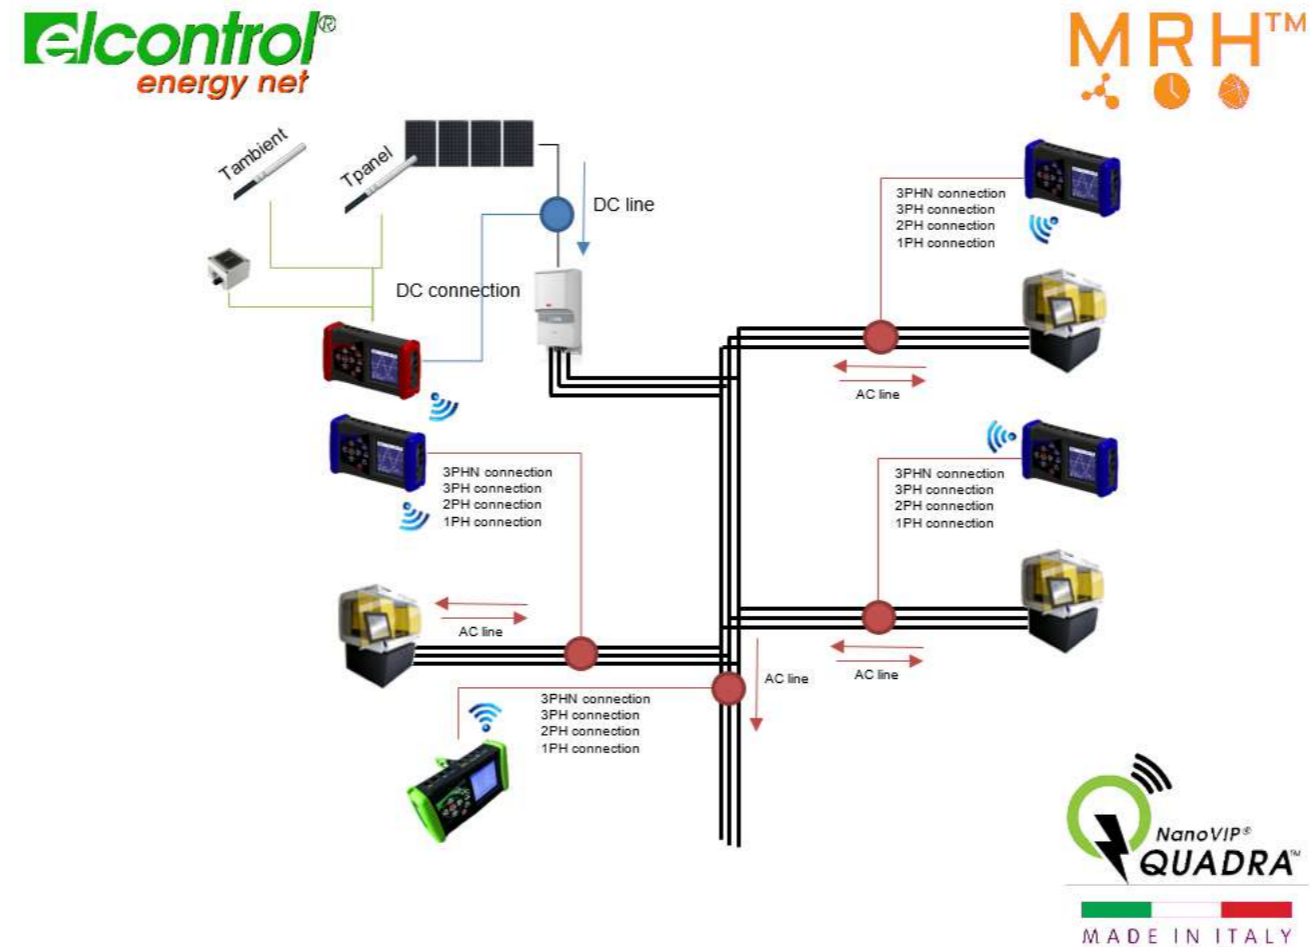 elcontrol®
energy net
MRH™
Tambient
Tpanel
DC line
DC connection
3PHN connection
3PH connection
2PH connection
1PH connection
AC line
3PHN connection
3PH connection
2PH connection
1PH connection
3PHN connection
3PH connection
2PH connection
1PH connection
AC line
AC line
AC line
3PHN connection
3PH connection
2PH connection
1PH connection
NanoVIP®
QUADRA™
MADE IN ITALY